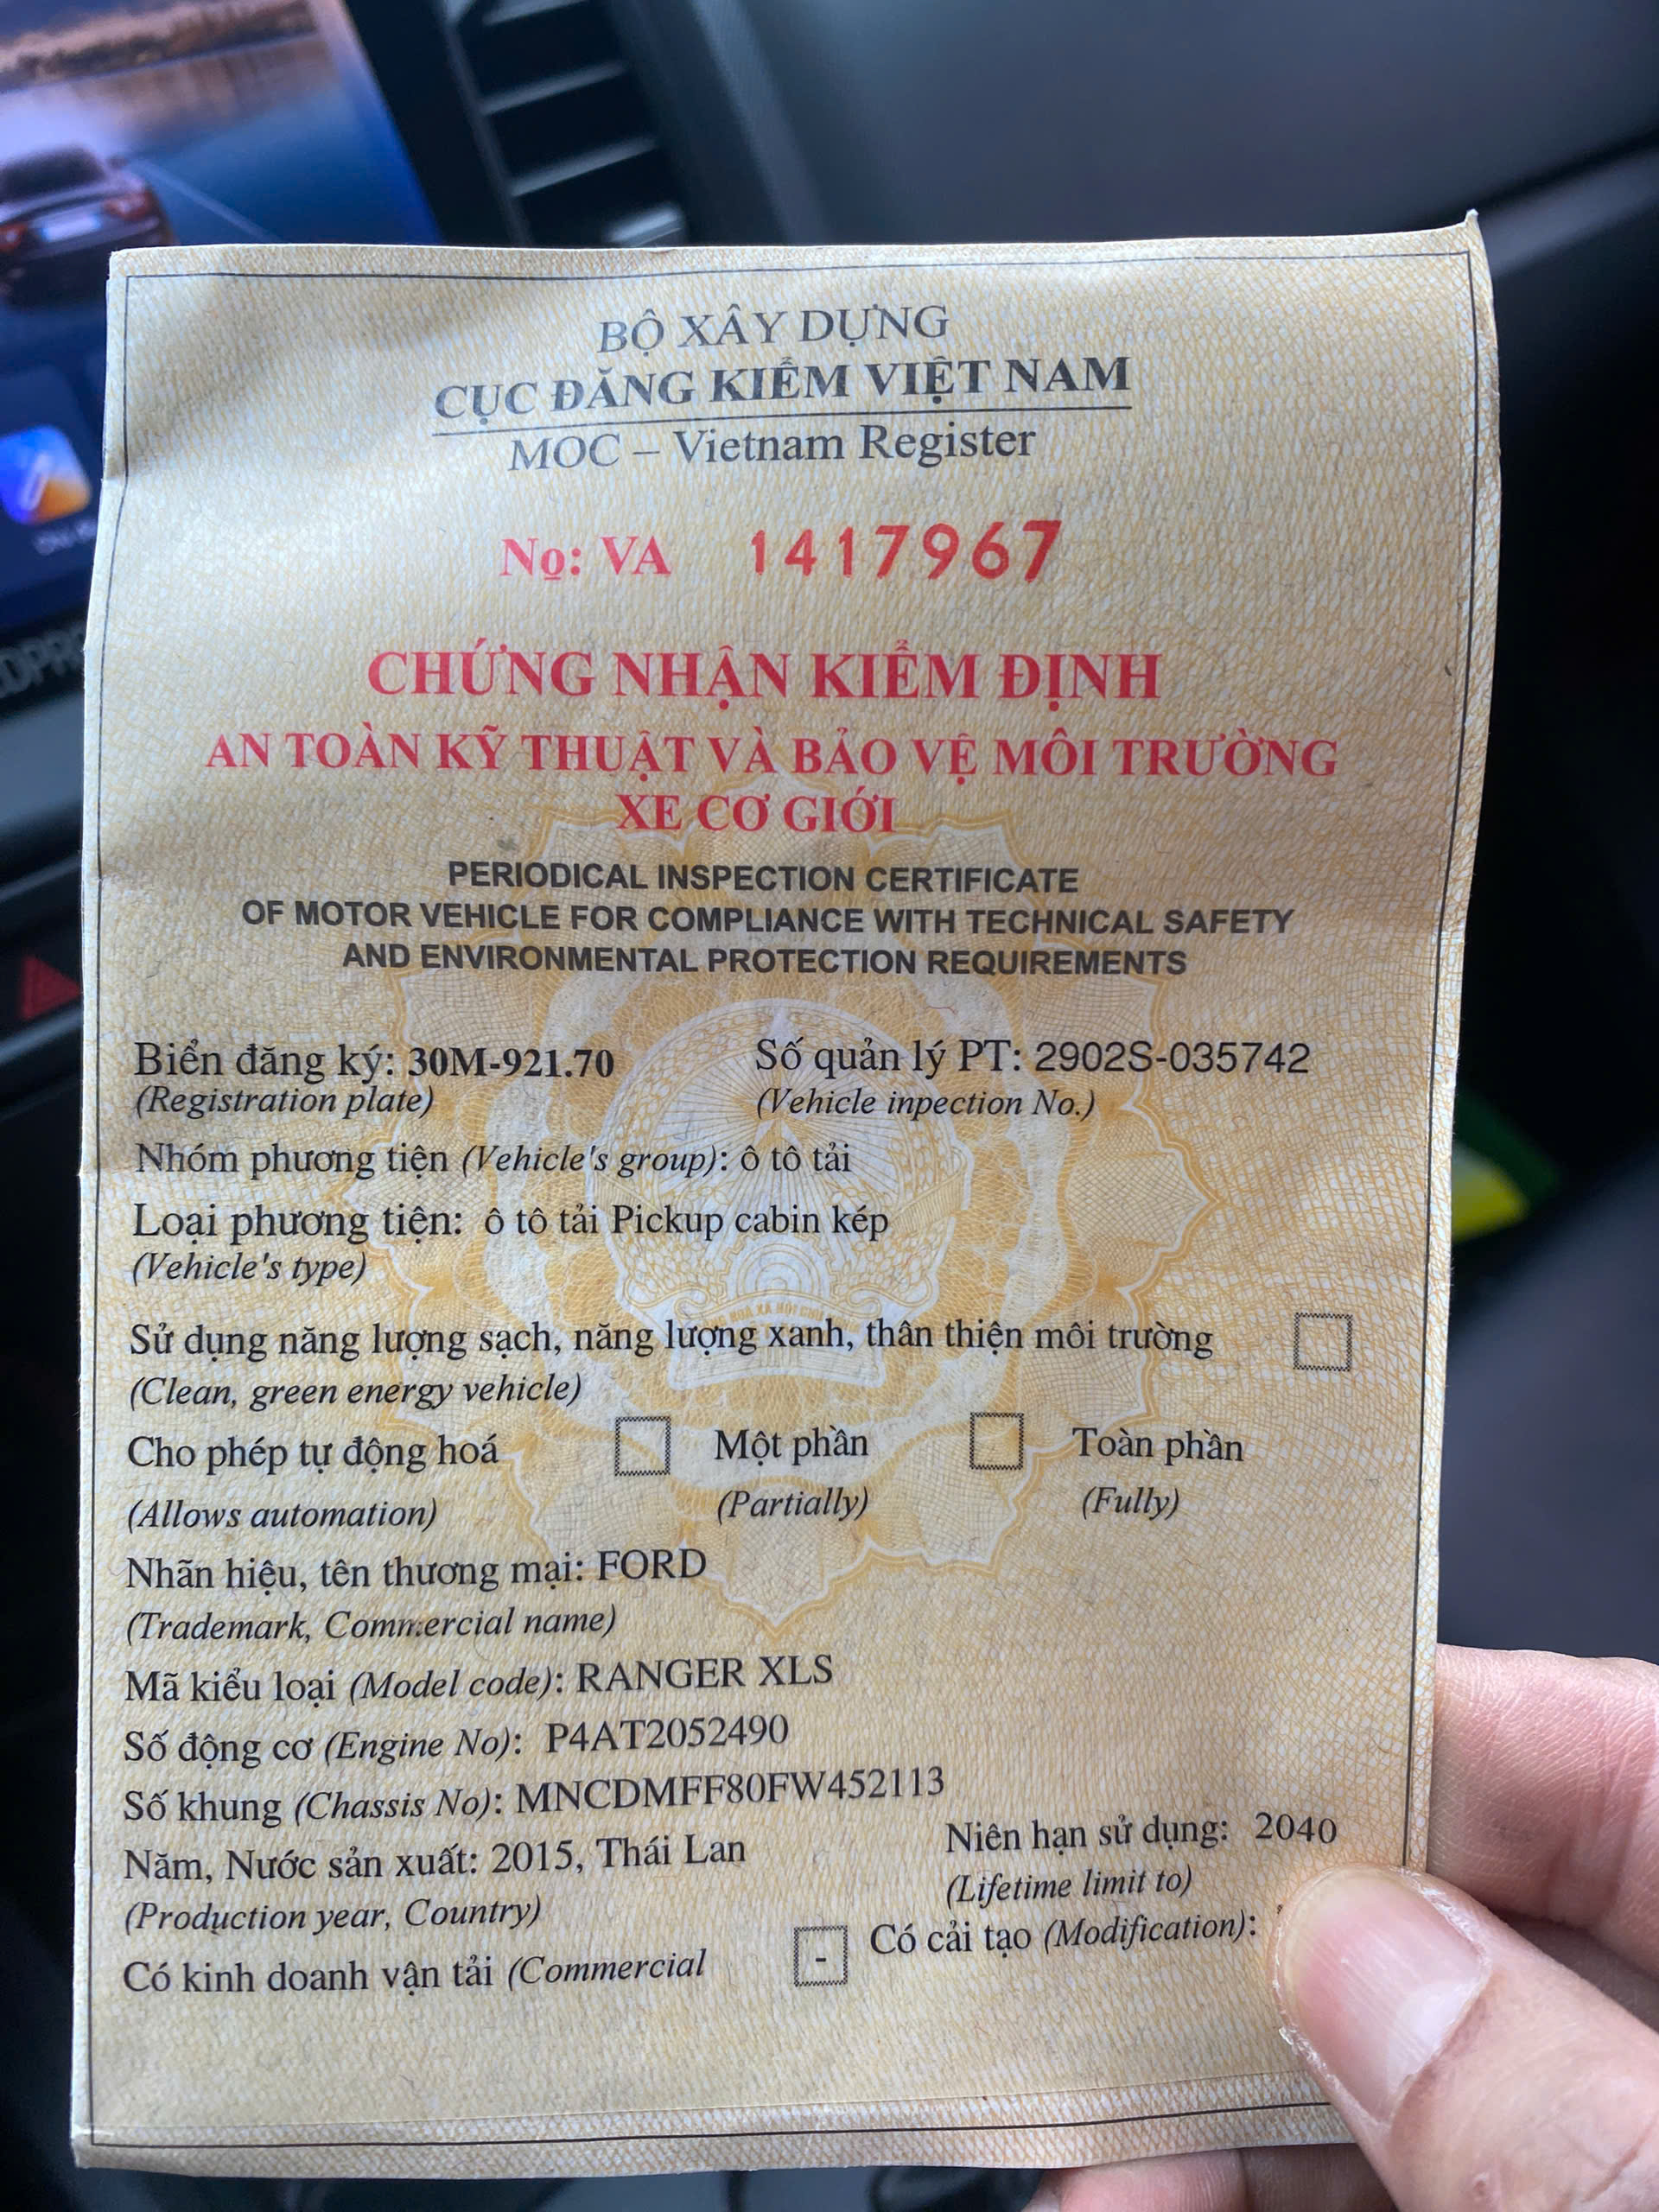 BỘ XÂY DỰNG
CỤC ĐĂNG KIỂM VIỆT NAM
MOC – Vietnam Register
No: VA 1417967
CHỨNG NHẬN KIỂM ĐỊNH
AN TOÀN KỸ THUẬT VÀ BẢO VỆ MÔI TRƯỜNG
XE CƠ GIỚI
PERIODICAL INSPECTION CERTIFICATE
OF MOTOR VEHICLE FOR COMPLIANCE WITH TECHNICAL SAFETY
AND ENVIRONMENTAL PROTECTION REQUIREMENTS
Biển đăng ký: 30M-921.70 Số quản lý PT: 2902S-035742
(Registration plate) (Vehicle inpection No.)
Nhóm phương tiện (Vehicle's group): ô tô tải
Loại phương tiện: ô tô tải Pickup cabin kép
(Vehicle's type)
Sử dụng năng lượng sạch, năng lượng xanh, thân thiện môi trường
(Clean, green energy vehicle)
Cho phép tự động hoá Một phần Toàn phần
(Allows automation) (Partially) (Fully)
Nhãn hiệu, tên thương mại: FORD
(Trademark, Commercial name)
Mã kiểu loại (Model code): RANGER XLS
Số động cơ (Engine No): P4AT2052490
Số khung (Chassis No): MNCDMFF80FW452113
Năm, Nước sản xuất: 2015, Thái Lan Niên hạn sử dụng: 2040
(Production year, Country) (Lifetime limit to)
Có kinh doanh vận tải (Commercial - Có cải tạo (Modification):